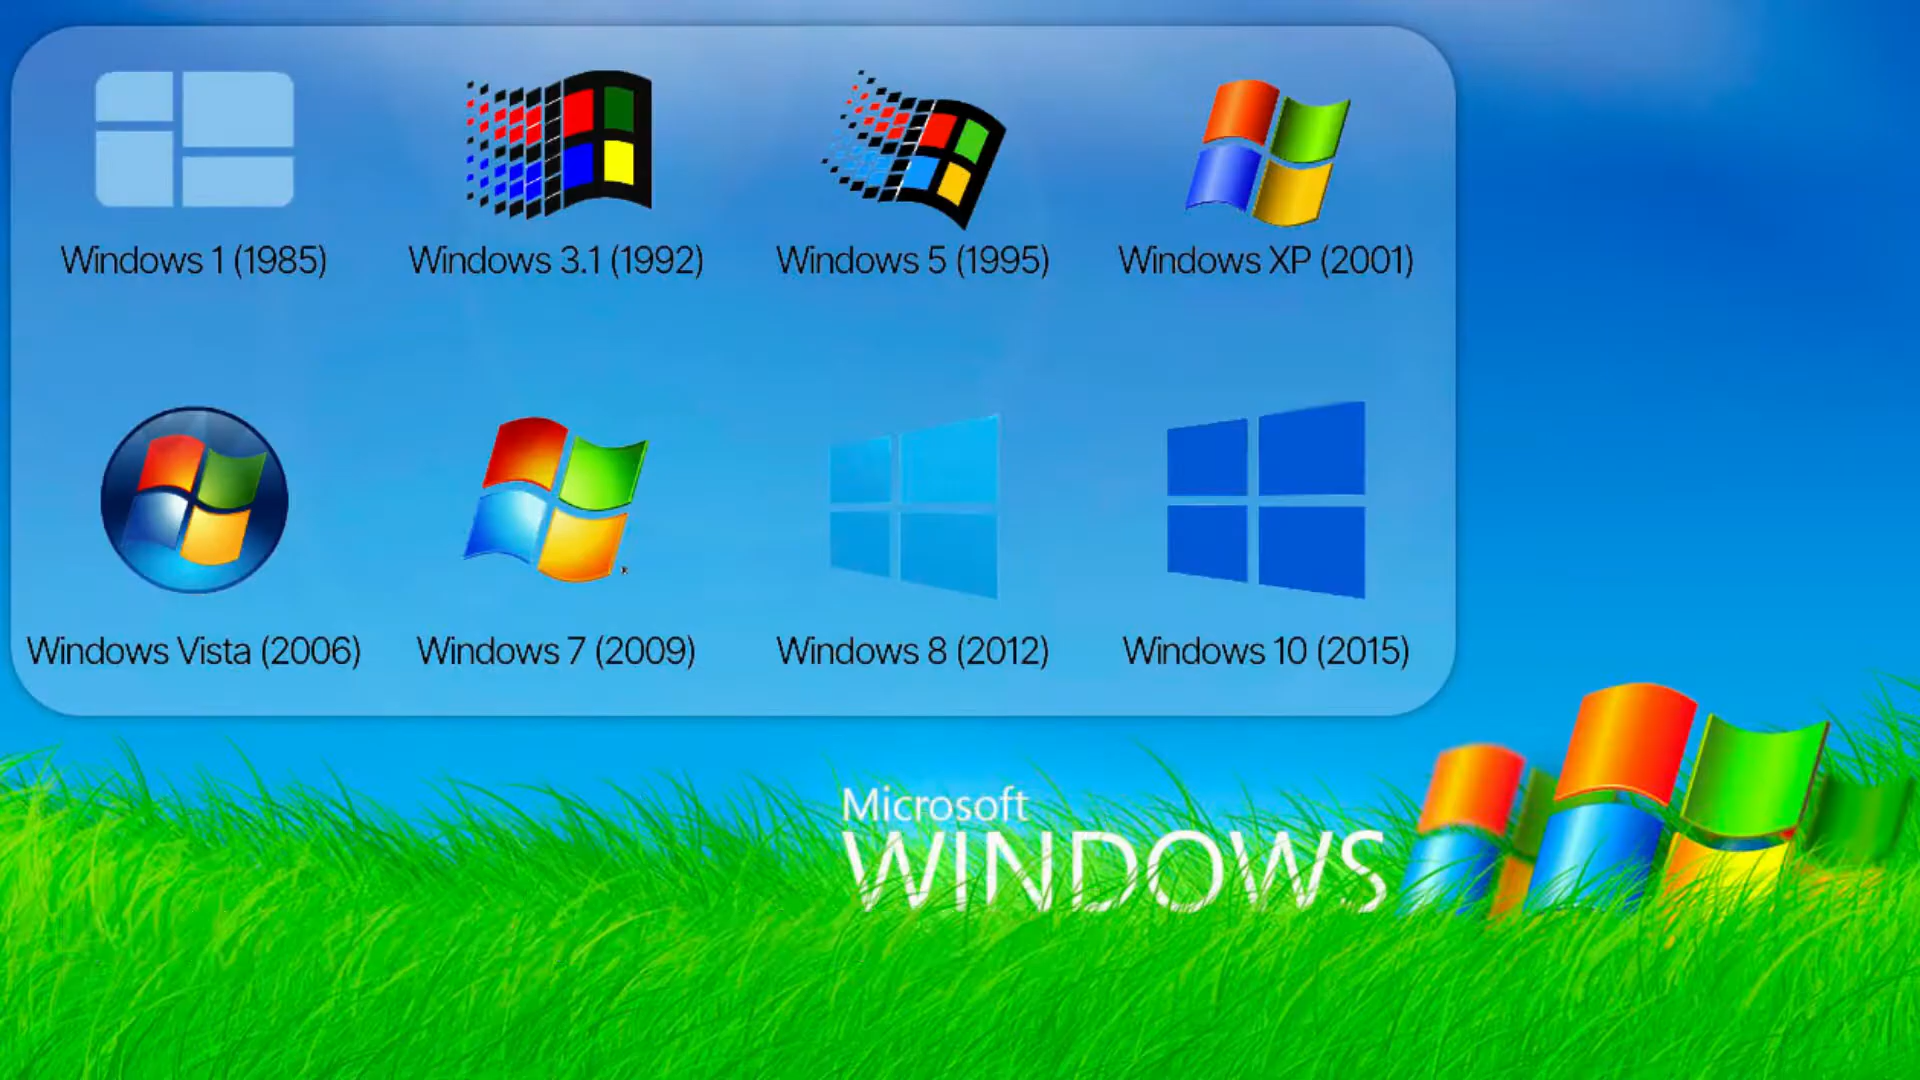 Windows 1 (1985)
Windows 3.1 (1992)
Windows 5 (1995)
Windows XP (2001)
Windows Vista (2006)
Windows 7 (2009)
Windows 8 (2012)
Windows 10 (2015)
Microsoft
WINDOWS